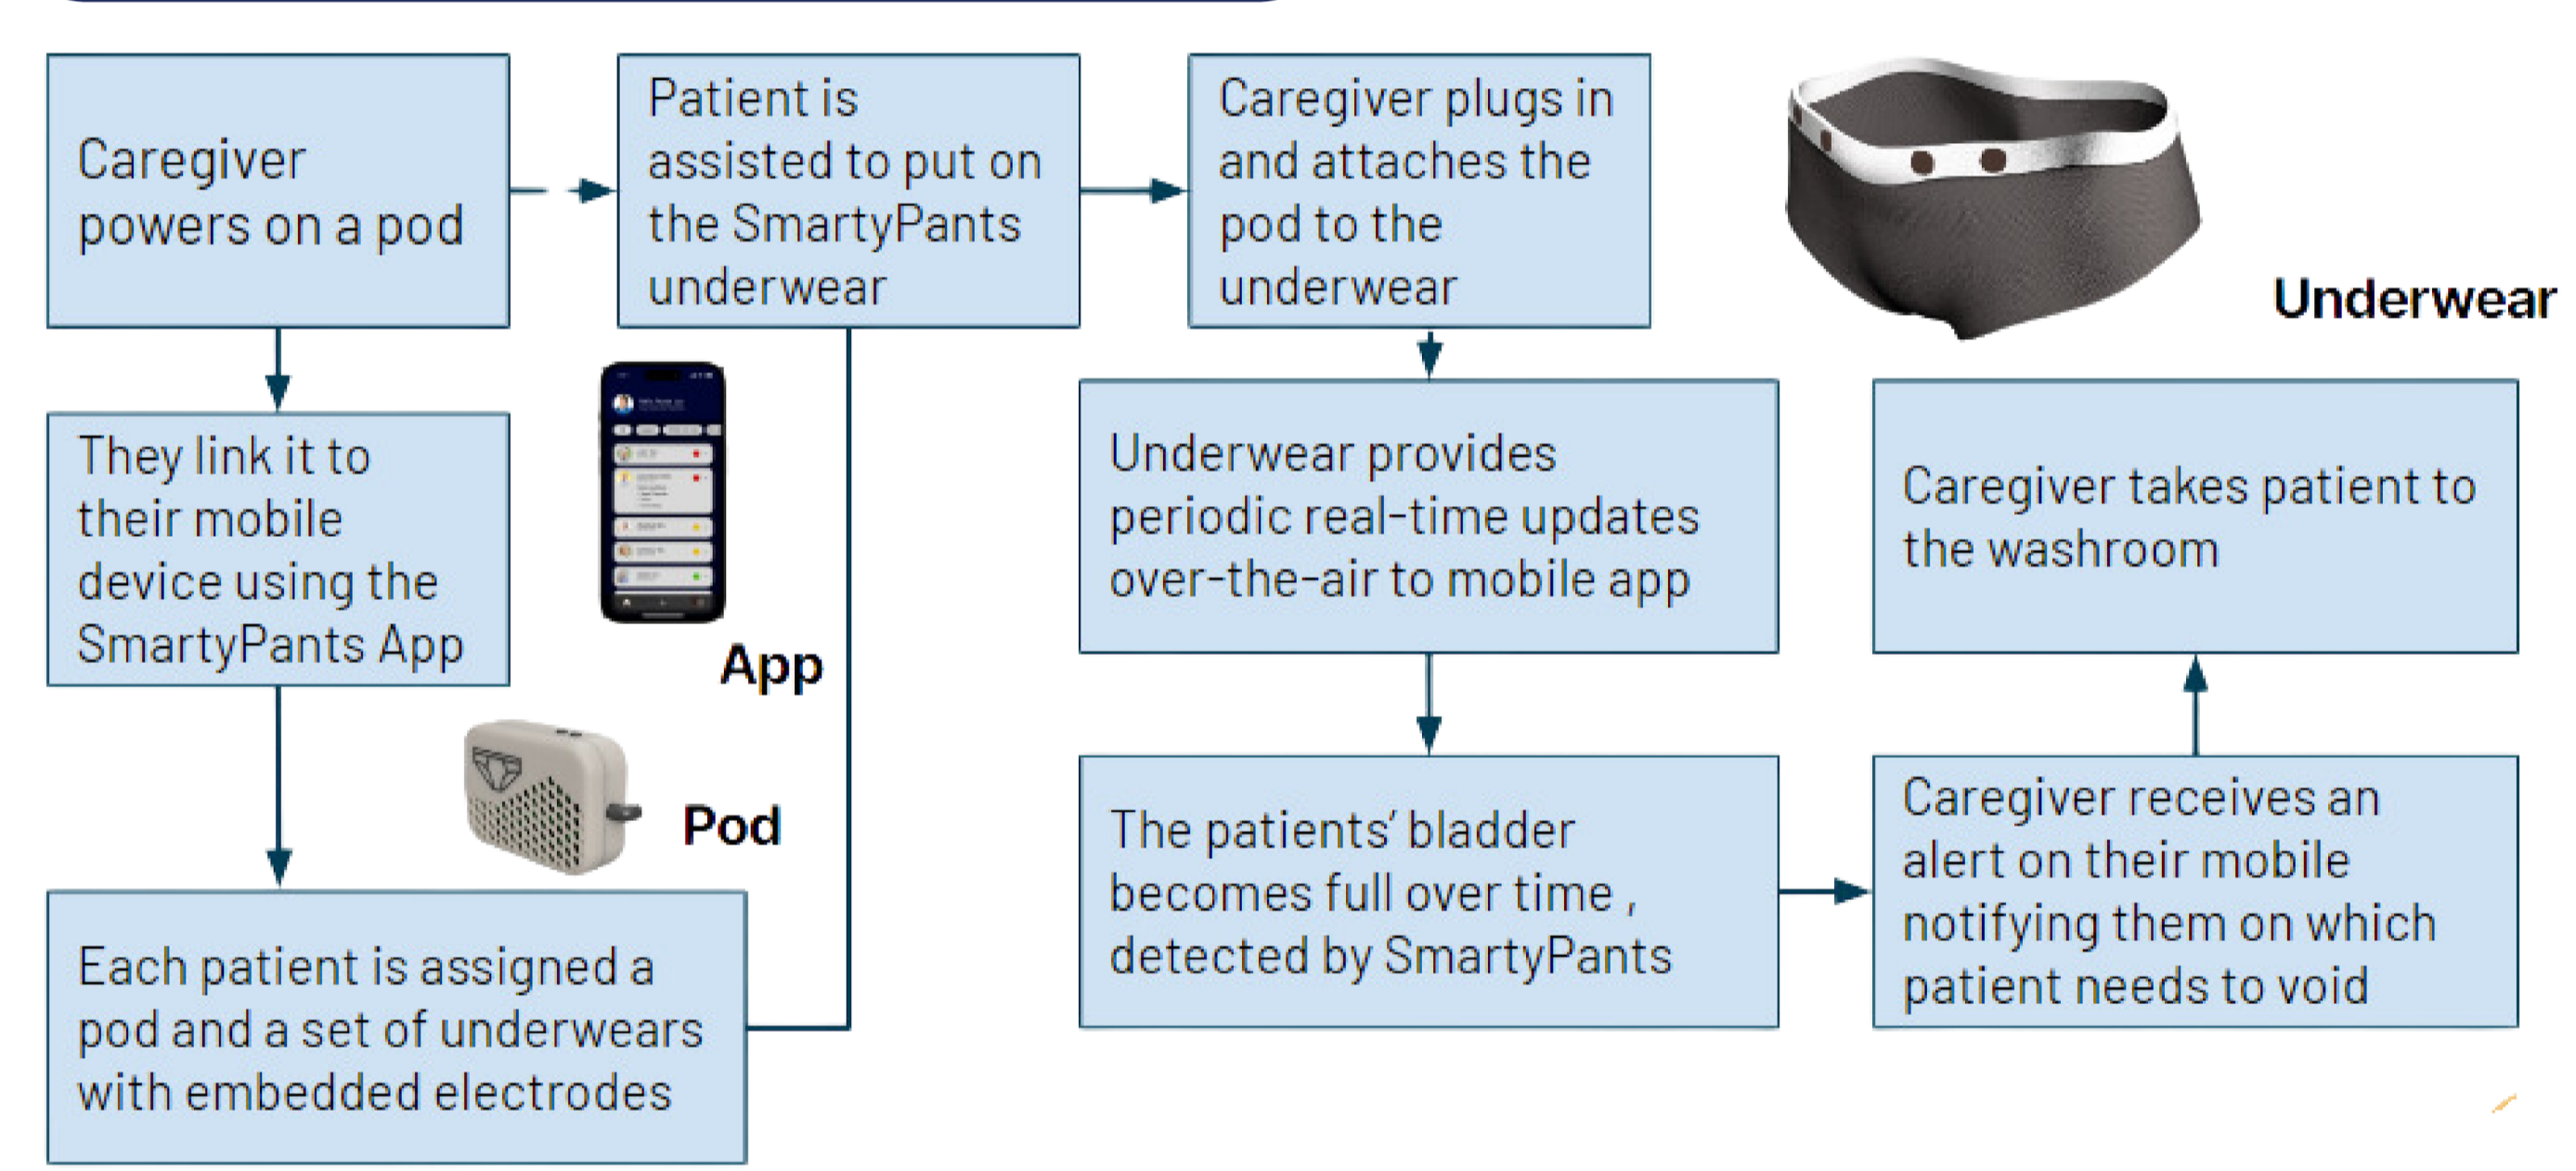 Caregiver
powers on a pod
They link it to
their mobile
device using the
SmartyPants App
Each patient is assigned a
pod and a set of underwears
with embedded electrodes
App
Pod
Patient is
assisted to put on
the SmartyPants
underwear
Caregiver plugs in
and attaches the
pod to the
underwear
Underwear provides
periodic real-time updates
over-the-air to mobile app
The patients’ bladder
becomes full over time ,
detected by SmartyPants
Caregiver receives an
alert on their mobile
notifying them on which
patient needs to void
Caregiver takes patient to
the washroom
Underwear